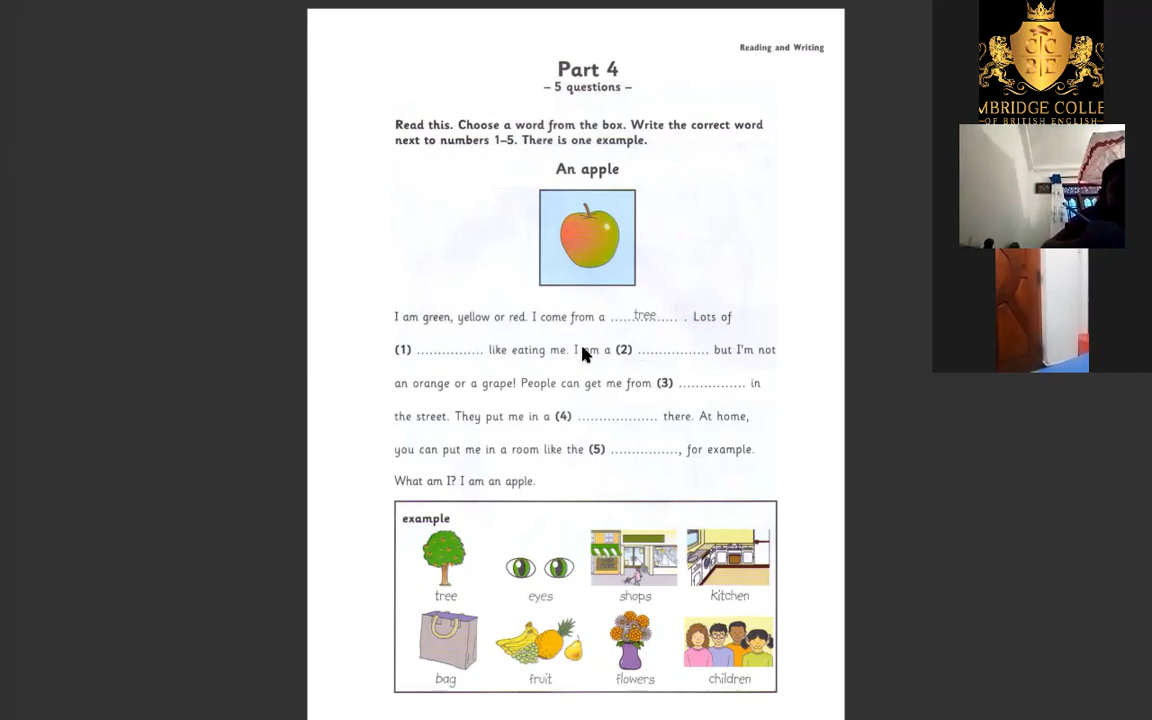 Reading and Writing
Part 4
– 5 questions –
Read this. Choose a word from the box. Write the correct word
next to numbers 1–5. There is one example.
An apple
I am green, yellow or red. I come from a ......tree...... . Lots of
(1) ............... like eating me. I am a (2) ................ but I'm not
an orange or a grape! People can get me from (3) ............... in
the street. They put me in a (4) .................. there. At home,
you can put me in a room like the (5) ..............., for example.
What am I? I am an apple.
example
tree eyes shops kitchen
bag fruit flowers children
CC
BE
MBRIDGE COLLE
OF BRITISH ENGLISH